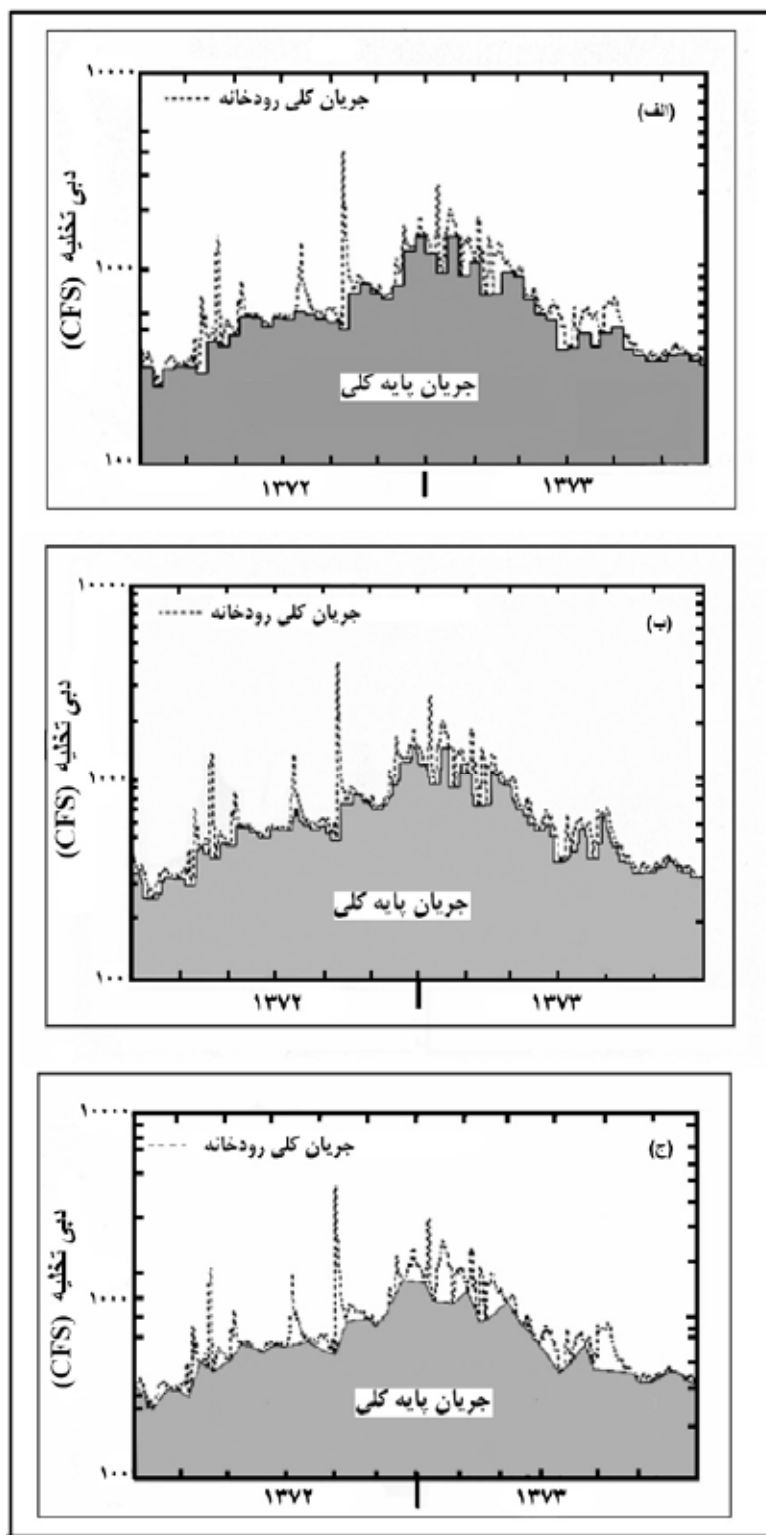 ۱۰۰۰۰
جریان کلی رودخانه
(الف)
دبی تخلیه (CFS)
۱۰۰۰
جریان پایه کلی
۱۰۰
۱۳۷۲
۱۳۷۳
۱۰۰۰۰
جریان کلی رودخانه
(ب)
دبی تخلیه (CFS)
۱۰۰۰
جریان پایه کلی
۱۰۰
۱۳۷۲
۱۳۷۳
۱۰۰۰۰
جریان کلی رودخانه
(ج)
دبی تخلیه (CFS)
۱۰۰۰
جریان پایه کلی
۱۰۰
۱۳۷۲
۱۳۷۳